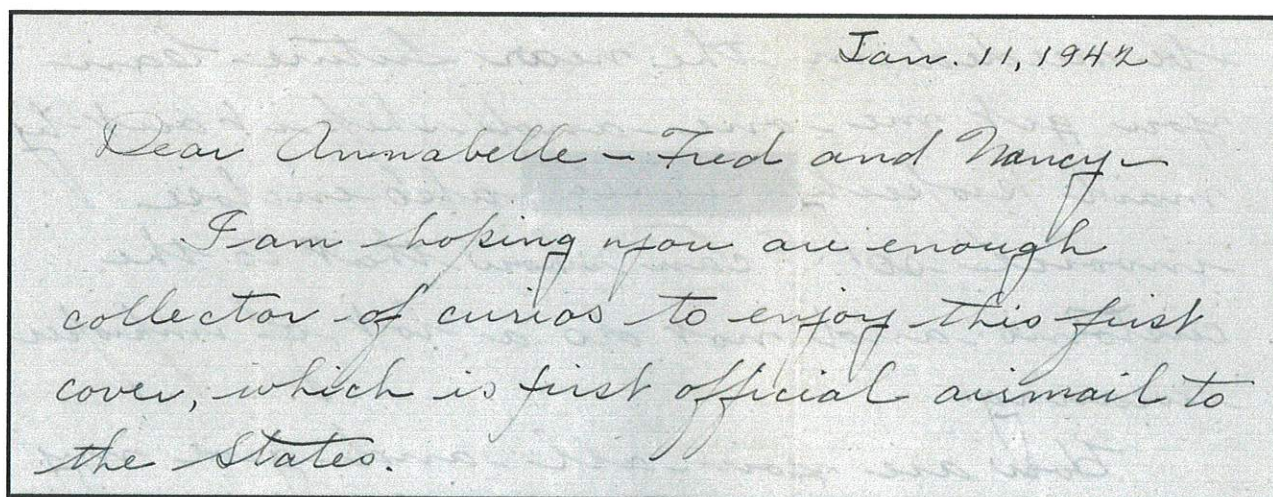 Jan. 11, 1942
Dear Annabelle - Fred and Nancy -
I am hoping you are enough
collector of curios to enjoy this first
cover, which is first official airmail to
the States.